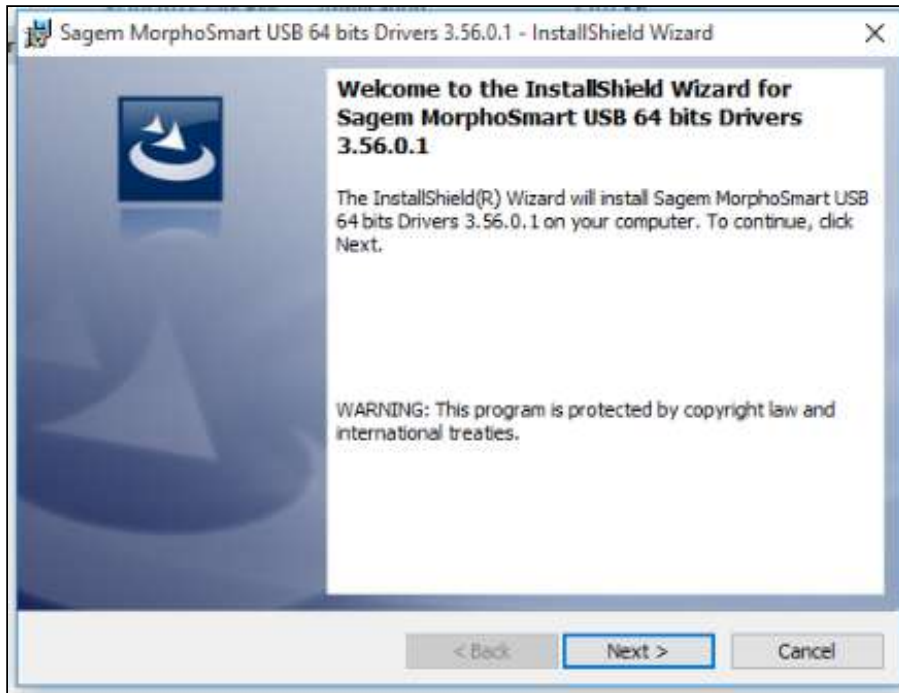 Sagem MorphoSmart USB 64 bits Drivers 3.56.0.1 - InstallShield Wizard
Welcome to the InstallShield Wizard for
Sagem MorphoSmart USB 64 bits Drivers
3.56.0.1
The InstallShield(R) Wizard will install Sagem MorphoSmart USB
64 bits Drivers 3.56.0.1 on your computer. To continue, click
Next.
WARNING: This program is protected by copyright law and
international treaties.
< Back
Next >
Cancel